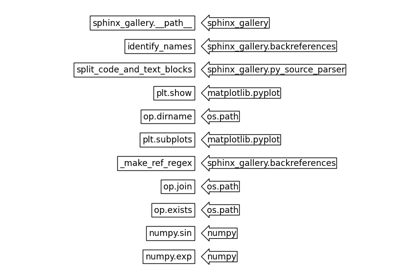 sphinx_gallery.__path__ sphinx_gallery
identify_names sphinx_gallery.backreferences
split_code_and_text_blocks sphinx_gallery.py_source_parser
plt.show matplotlib.pyplot
op.dirname os.path
plt.subplots matplotlib.pyplot
_make_ref_regex sphinx_gallery.backreferences
op.join os.path
op.exists os.path
numpy.sin numpy
numpy.exp numpy